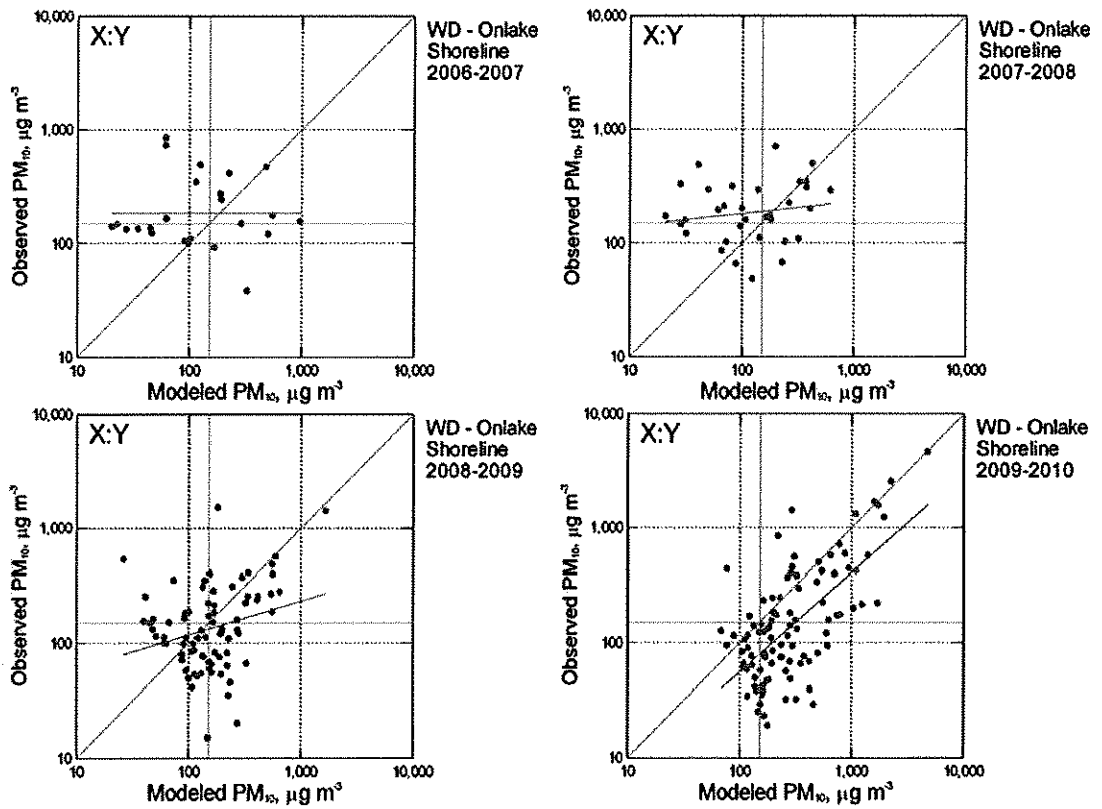 10,000
1,000
100
10
Observed PM₁₀, µg m⁻³
X:Y
10
100
1,000
10,000
Modeled PM₁₀, µg m⁻³
WD - Onlake
Shoreline
2006-2007
10,000
1,000
100
10
Observed PM₁₀, µg m⁻³
X:Y
10
100
1,000
10,000
Modeled PM₁₀, µg m⁻³
WD - Onlake
Shoreline
2007-2008
10,000
1,000
100
10
Observed PM₁₀, µg m⁻³
X:Y
10
100
1,000
10,000
Modeled PM₁₀, µg m⁻³
WD - Onlake
Shoreline
2008-2009
10,000
1,000
100
10
Observed PM₁₀, µg m⁻³
X:Y
10
100
1,000
10,000
Modeled PM₁₀, µg m⁻³
WD - Onlake
Shoreline
2009-2010